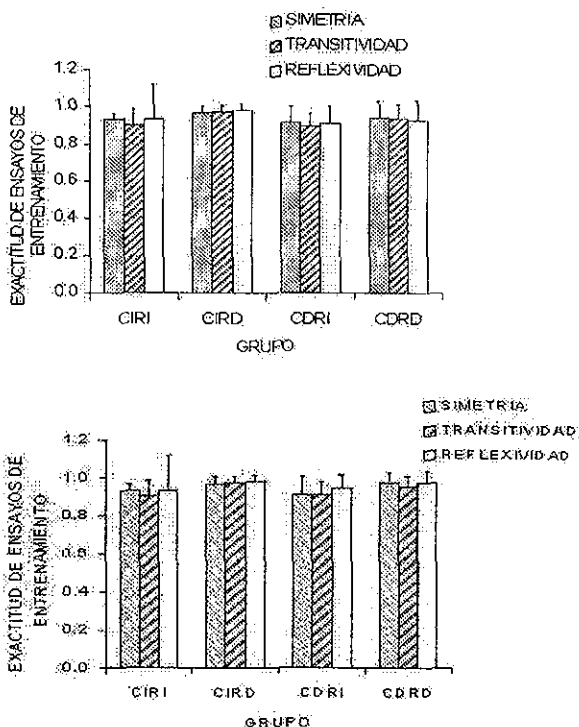 SIMETRIA
TRANSITIVIDAD
REFLEXIVIDAD
EXACTITUD DE ENSAYOS DE
ENTRENAMIENTO
1.2
1.0
0.8
0.6
0.4
0.2
0.0
CIRI CIRD CDRI CDRD
GRUPO
SIMETRIA
TRANSITIVIDAD
REFLEXIVIDAD
EXACTITUD DE ENSAYOS DE
ENTRENAMIENTO
1.2
1.0
0.8
0.6
0.4
0.2
0.0
CIRI CIRD CDRI CDRD
GRUPO